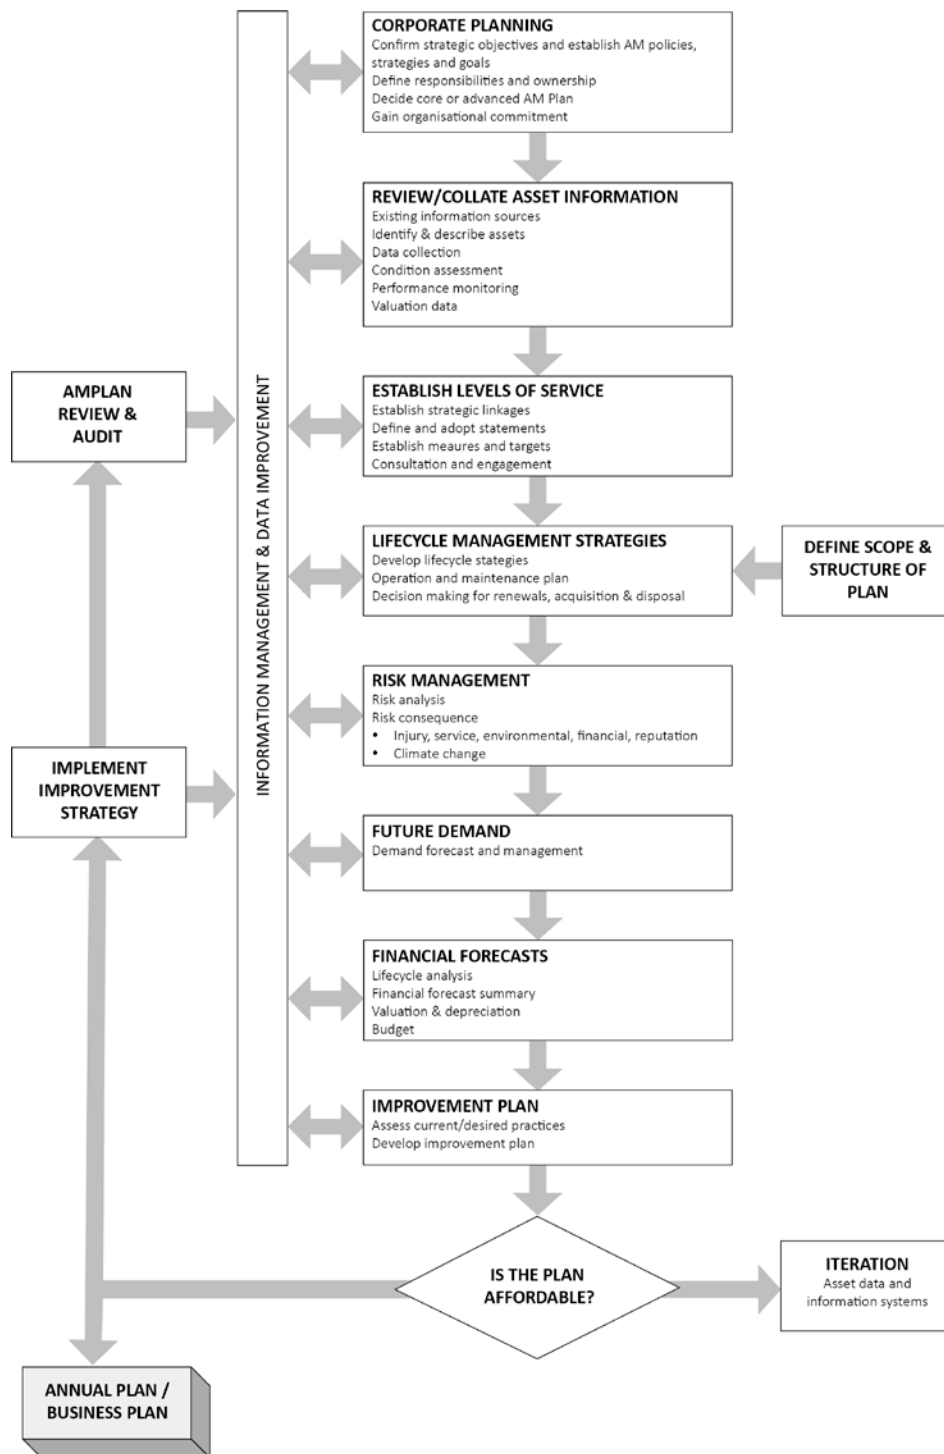 CORPORATE PLANNING
Confirm strategic objectives and establish AM policies,
strategies and goals
Define responsibilities and ownership
Decide core or advanced AM Plan
Gain organisational commitment
REVIEW/COLLATE ASSET INFORMATION
Existing information sources
Identify & describe assets
Data collection
Condition assessment
Performance monitoring
Valuation data
INFORMATION MANAGEMENT & DATA IMPROVEMENT
AMPLAN
REVIEW &
AUDIT
ESTABLISH LEVELS OF SERVICE
Establish strategic linkages
Define and adopt statements
Establish meaures and targets
Consultation and engagement
LIFECYCLE MANAGEMENT STRATEGIES
Develop lifecycle stategies
Operation and maintenance plan
Decision making for renewals, acquisition & disposal
DEFINE SCOPE &
STRUCTURE OF
PLAN
RISK MANAGEMENT
Risk analysis
Risk consequence
• Injury, service, environmental, financial, reputation
• Climate change
IMPLEMENT
IMPROVEMENT
STRATEGY
FUTURE DEMAND
Demand forecast and management
FINANCIAL FORECASTS
Lifecycle analysis
Financial forecast summary
Valuation & depreciation
Budget
IMPROVEMENT PLAN
Assess current/desired practices
Develop improvement plan
IS THE PLAN
AFFORDABLE?
ITERATION
Asset data and
information systems
ANNUAL PLAN /
BUSINESS PLAN